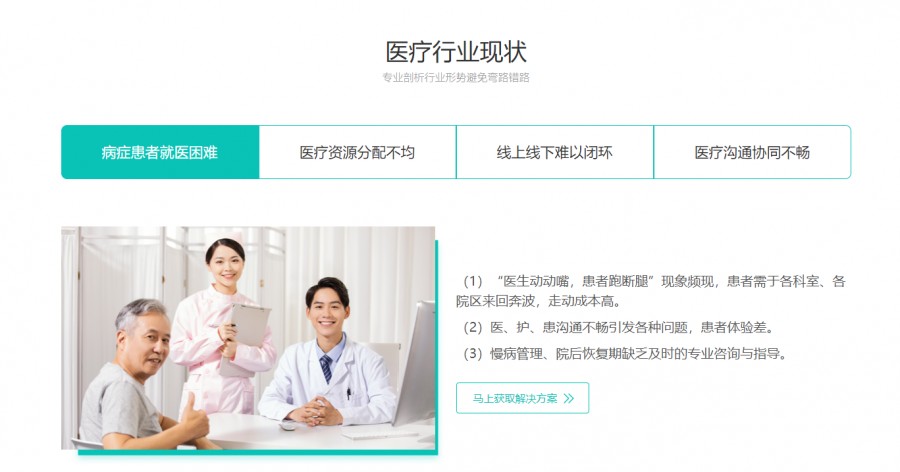 医疗行业现状
专业剖析行业形势避免弯路错路
病症患者就医困难
医疗资源分配不均
线上线下难以闭环
医疗沟通协同不畅
（1）“医生动动嘴，患者跑断腿”现象频现，患者需于各科室、各
院区来回奔波，走动成本高。
（2）医、护、患沟通不畅引发各种问题，患者体验差。
（3）慢病管理、院后恢复期缺乏及时的专业咨询与指导。
马上获取解决方案